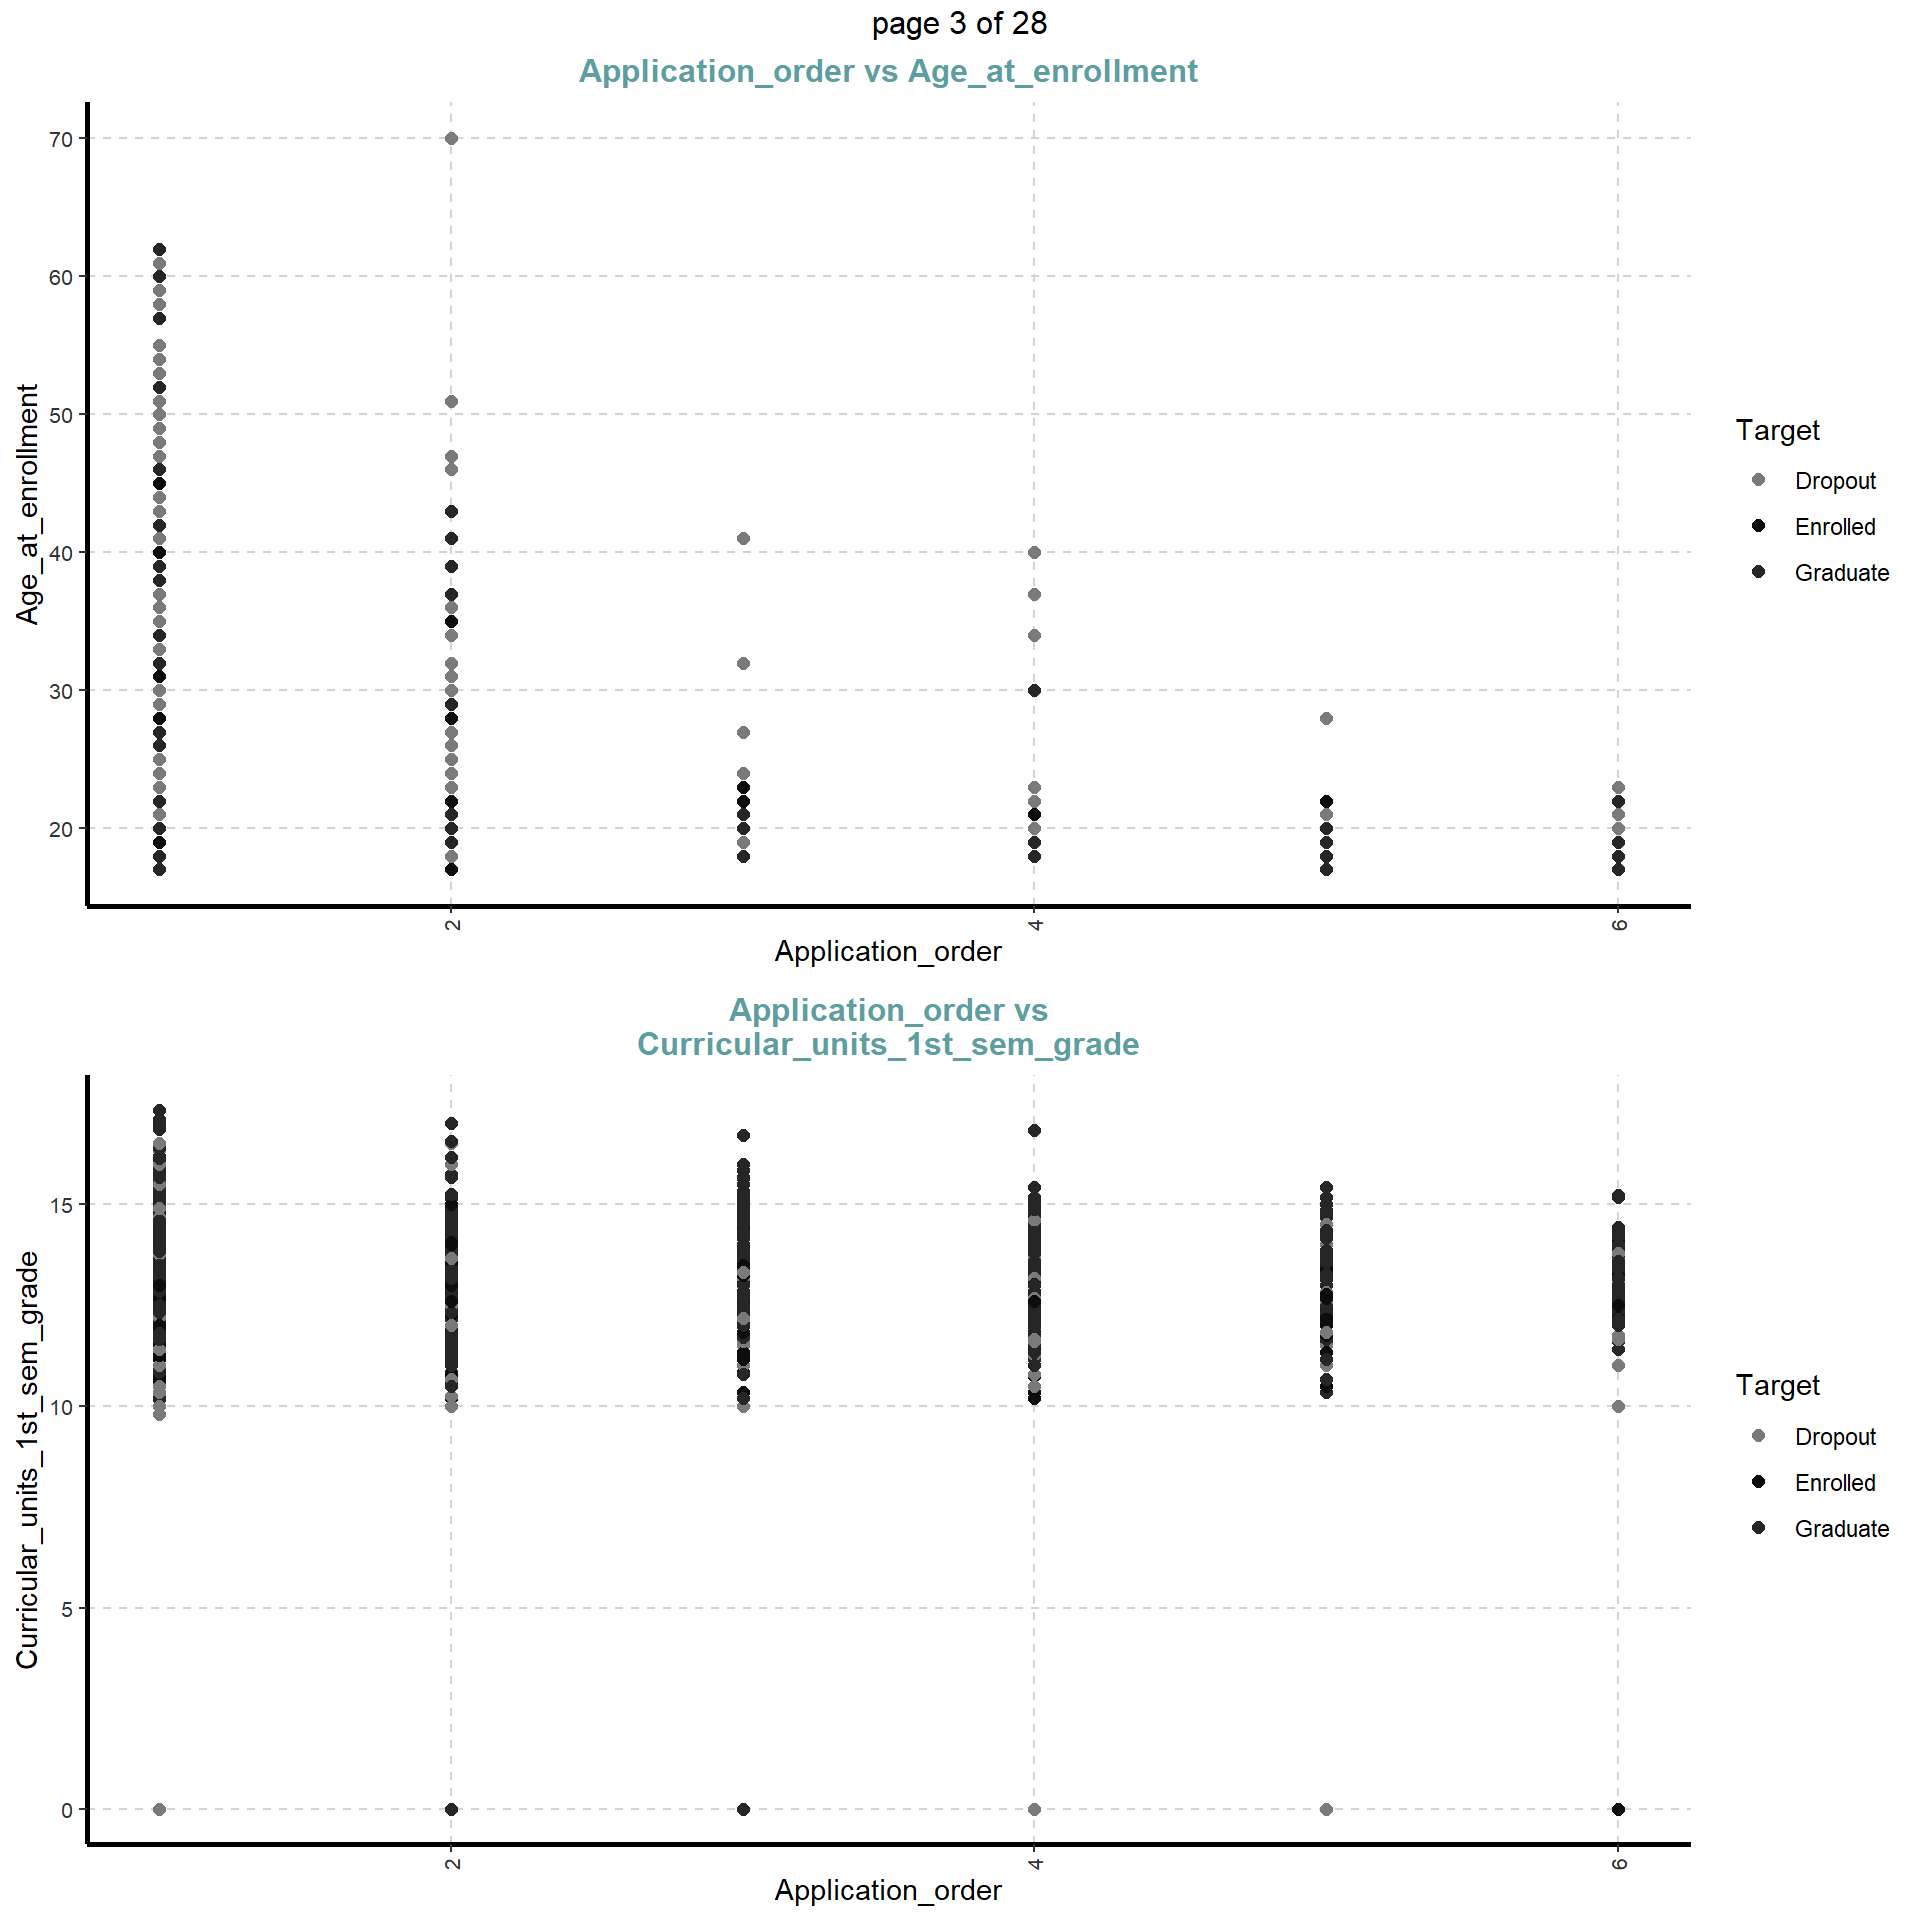 page 3 of 28
Application_order vs Age_at_enrollment
70
60
50
40
30
20
Age_at_enrollment
2
4
6
Application_order
Target
Dropout
Enrolled
Graduate
Application_order vs
Curricular_units_1st_sem_grade
15
10
5
0
Curricular_units_1st_sem_grade
2
4
6
Application_order
Target
Dropout
Enrolled
Graduate